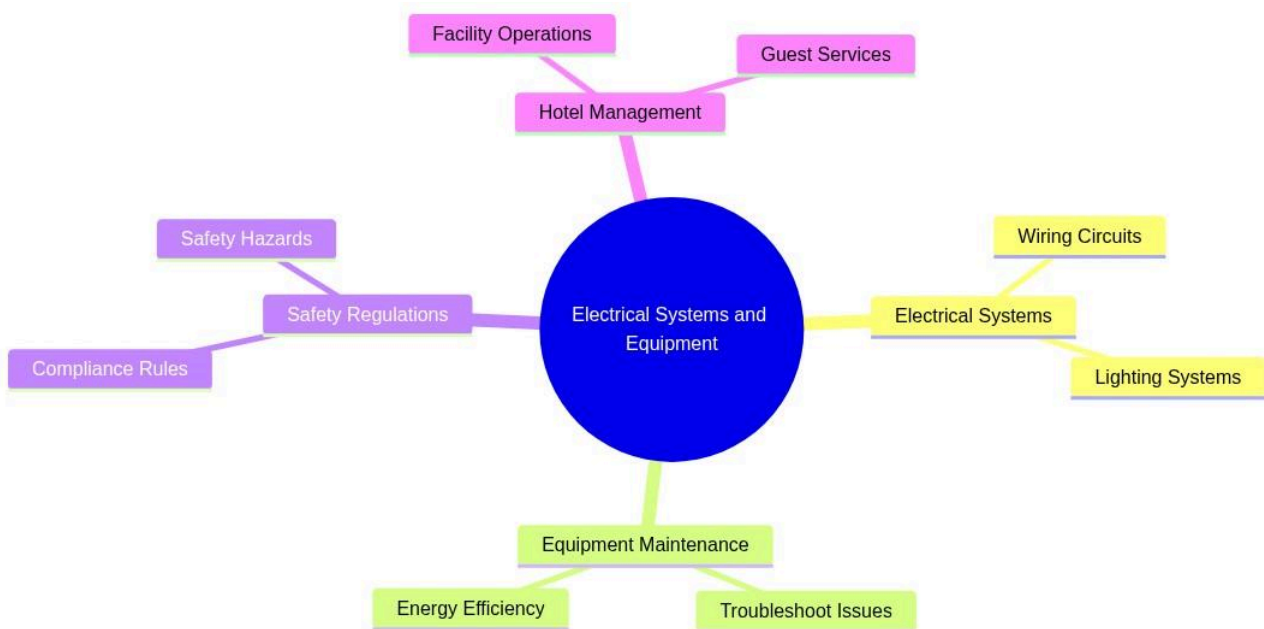 Facility Operations
Guest Services
Hotel Management
Safety Hazards
Wiring Circuits
Safety Regulations
Electrical Systems and
Equipment
Electrical Systems
Compliance Rules
Lighting Systems
Equipment Maintenance
Energy Efficiency
Troubleshoot Issues